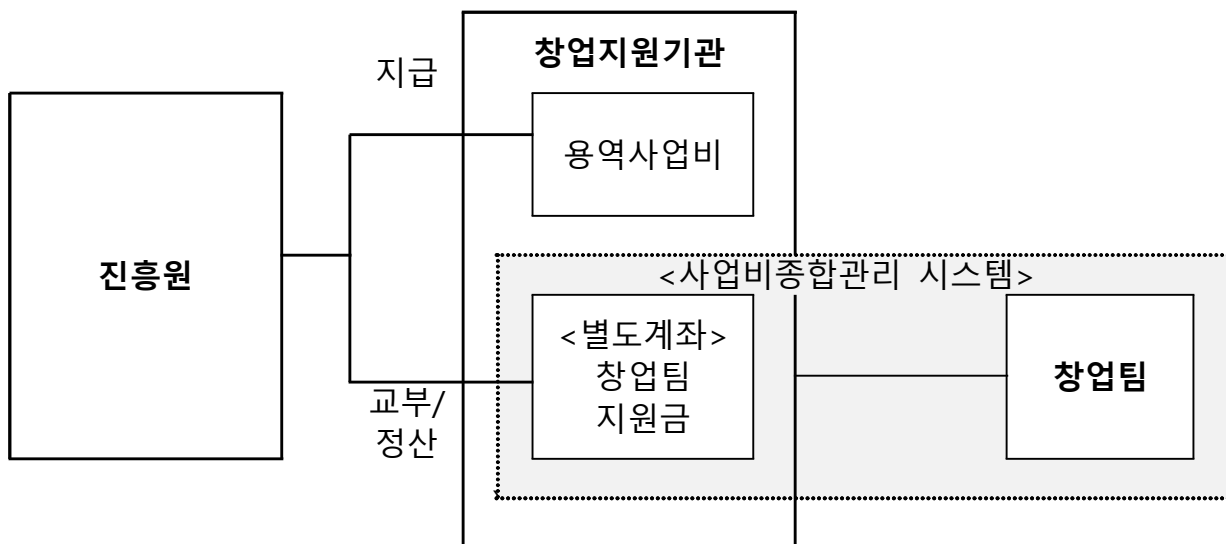 창업지원기관
지급
용역사업비
진흥원
<사업비종합관리 시스템>
<별도계좌>
창업팀
지원금
창업팀
교부/
정산